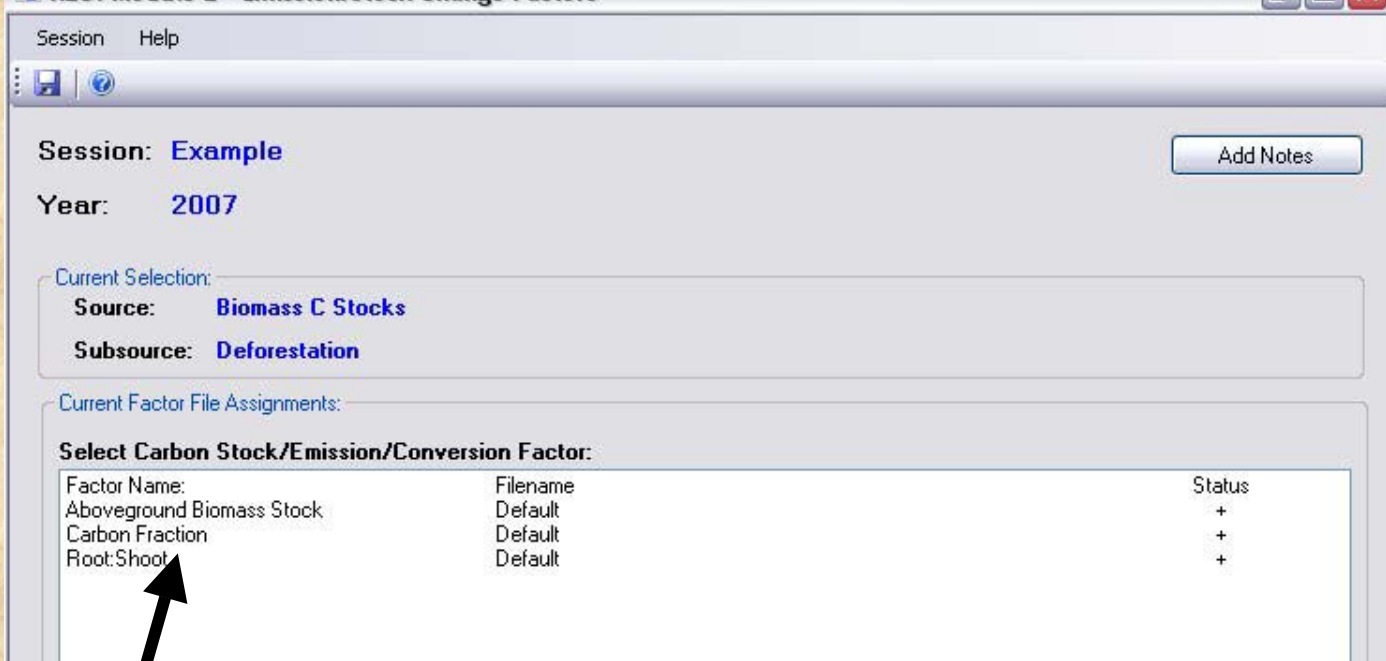 Session Help
Session: Example
Add Notes
Year: 2007
Current Selection:
Source: Biomass C Stocks
Subsource: Deforestation
Current Factor File Assignments:
Select Carbon Stock/Emission/Conversion Factor:
Factor Name: Filename Status
Aboveground Biomass Stock Default +
Carbon Fraction Default +
Root:Shoot Default +